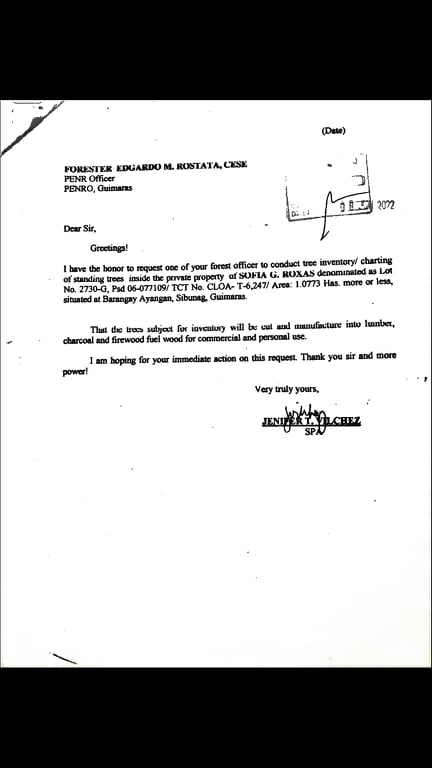 (Date)
FORESTER EDGARDO M. ROSTATA, CESE
PENR Officer
PENRO, Guimaras
2022
Dear Sir,
Greetings!
I have the honor to request one of your forest officer to conduct tree inventory/ charting
of standing trees inside the private property of SOFIA G. ROXAS denominated as Lot
No. 2730-G, Psd 06-077109/ TCT No. CLOA- T-6,247/ Area: 1.0773 Has. more or less,
situated at Barangay Ayangan, Sibunag, Guimaras.
That the trees subject for inventory will be cut and manufacture into lumber,
charcoal and firewood fuel wood for commercial and personal use.
I am hoping for your immediate action on this request. Thank you sir and more
power!
Very truly yours,
JENIFER T. VILCHEZ
SPA